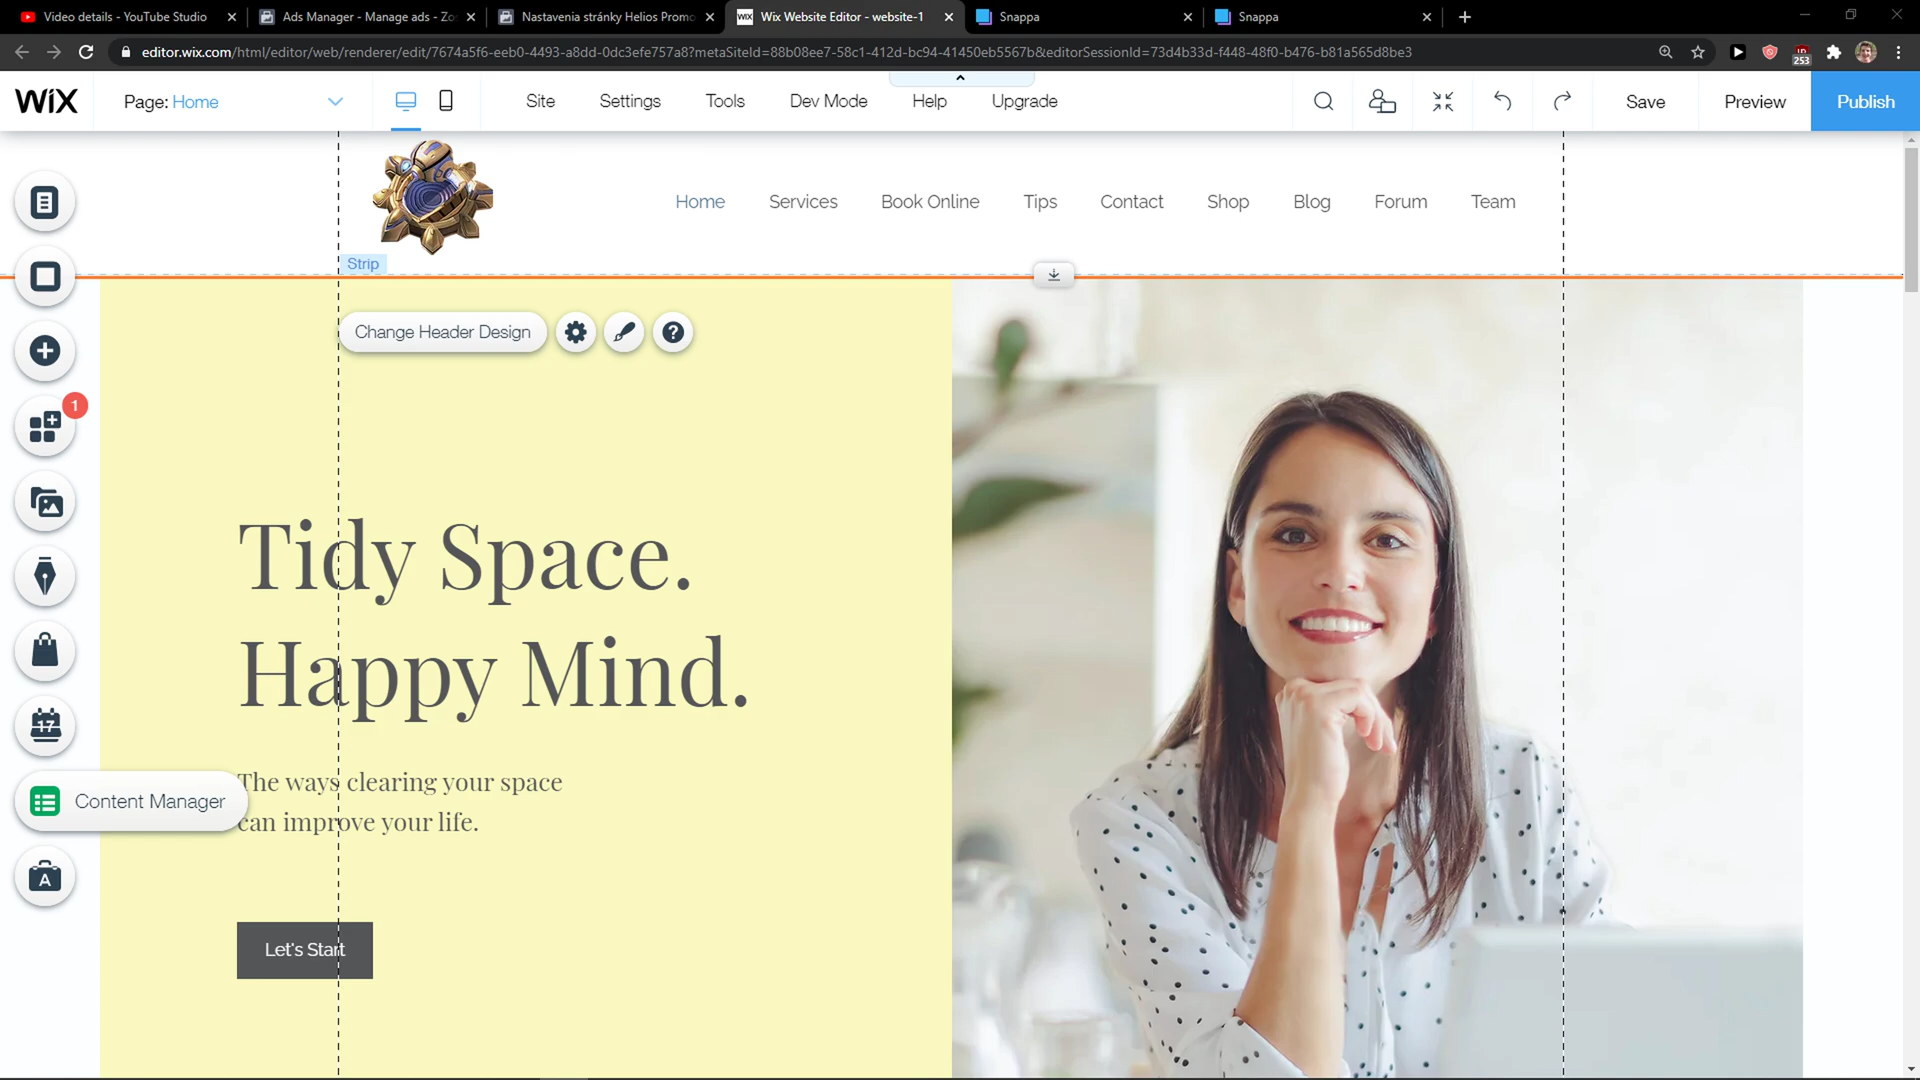 Video details - YouTube Studio
Ads Manager - Manage ads - Zos
Nastavenia stránky Helios Promo
Wix Website Editor - website-1
Snappa
Snappa
editor.wix.com/html/editor/web/renderer/edit/7674a5f6-eeb0-4493-a8dd-0dc3efe757a8?metaSiteId=88b08ee7-58c1-412d-bc94-41450eb5567b&editorSessionId=73d4b33d-f448-48f0-b476-b81a565d8be3
253
WiX
Page: Home
Site
Settings
Tools
Dev Mode
Help
Upgrade
Save
Preview
Publish
Home
Services
Book Online
Tips
Contact
Shop
Blog
Forum
Team
Strip
Change Header Design
1
Tidy Space.
Happy Mind.
17
Content Manager
The ways clearing your space
can improve your life.
A
Let's Start